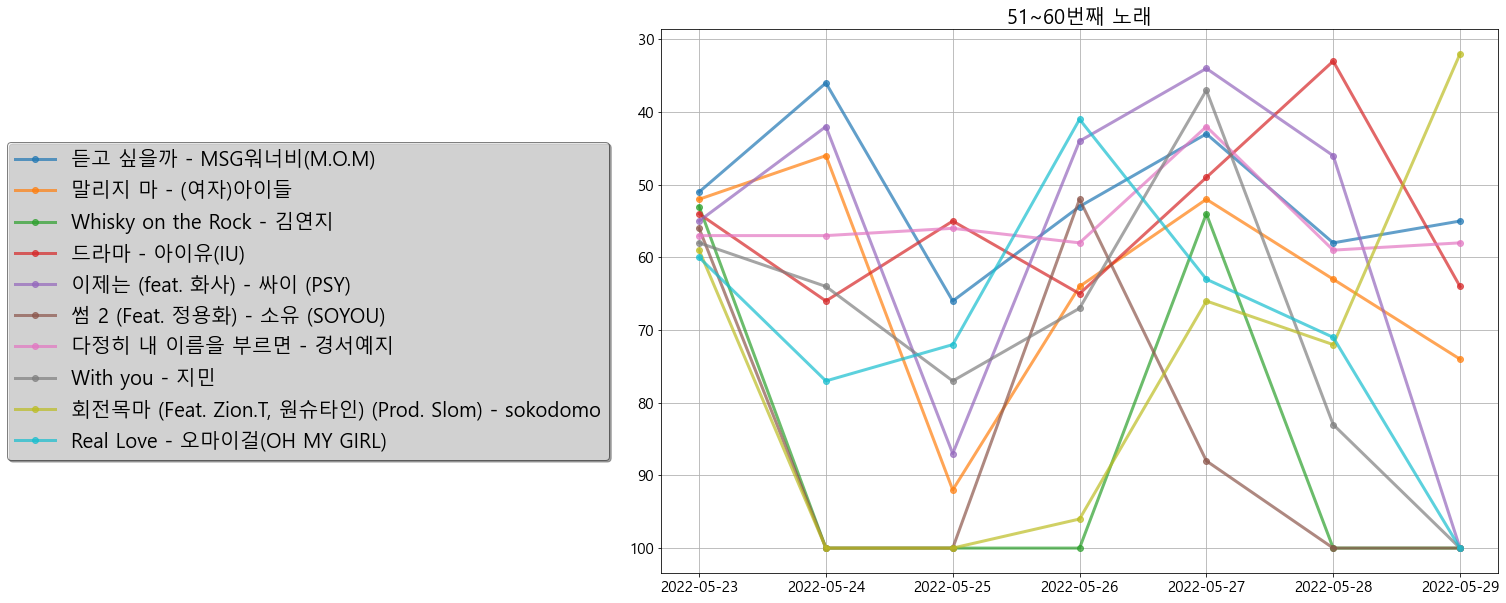 51~60번째 노래
듣고 싶을까 - MSG워너비(M.O.M)
말리지 마 - (여자)아이들
Whisky on the Rock - 김연지
드라마 - 아이유(IU)
이제는 (feat. 화사) - 싸이 (PSY)
썸 2 (Feat. 정용화) - 소유 (SOYOU)
다정히 내 이름을 부르면 - 경서예지
With you - 지민
회전목마 (Feat. Zion.T, 원슈타인) (Prod. Slom) - sokodomo
Real Love - 오마이걸(OH MY GIRL)
30
40
50
60
70
80
90
100
2022-05-23 2022-05-24 2022-05-25 2022-05-26 2022-05-27 2022-05-28 2022-05-29